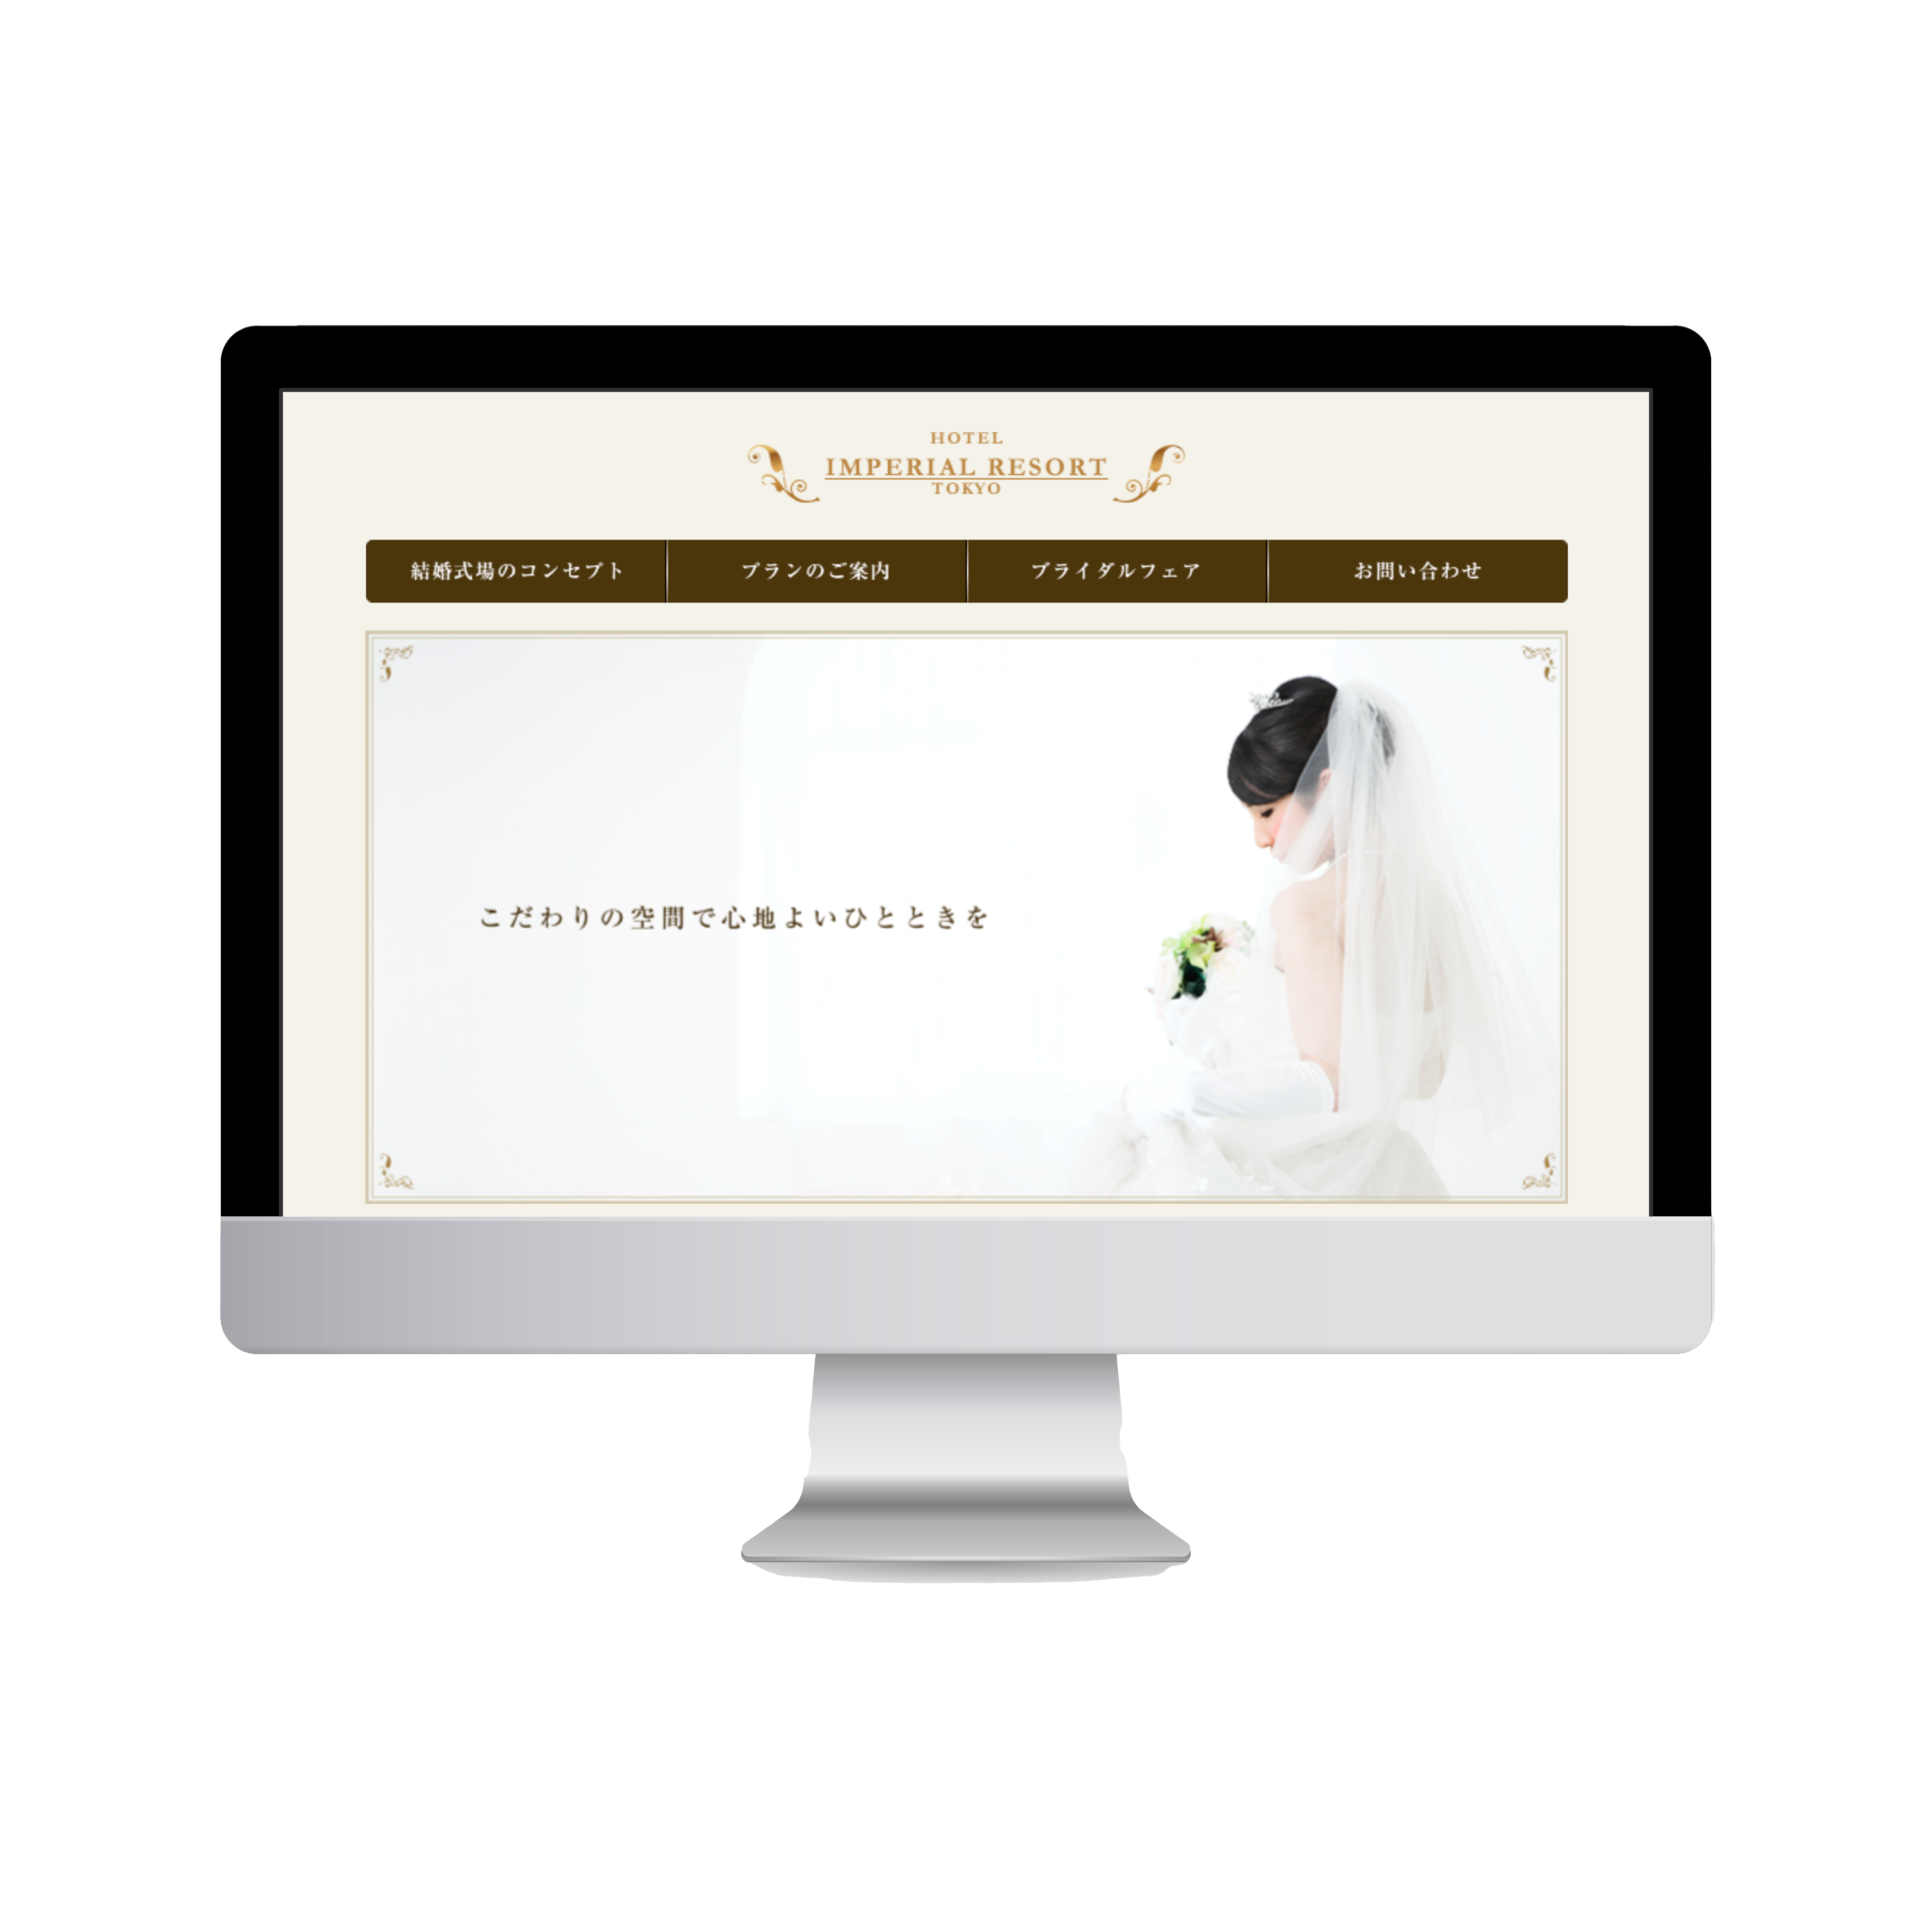 HOTEL
IMPERIAL RESORT
TOKYO
結婚式場のコンセプト
プランのご案内
ブライダルフェア
お問い合わせ
こだわりの空間で心地よいひとときを